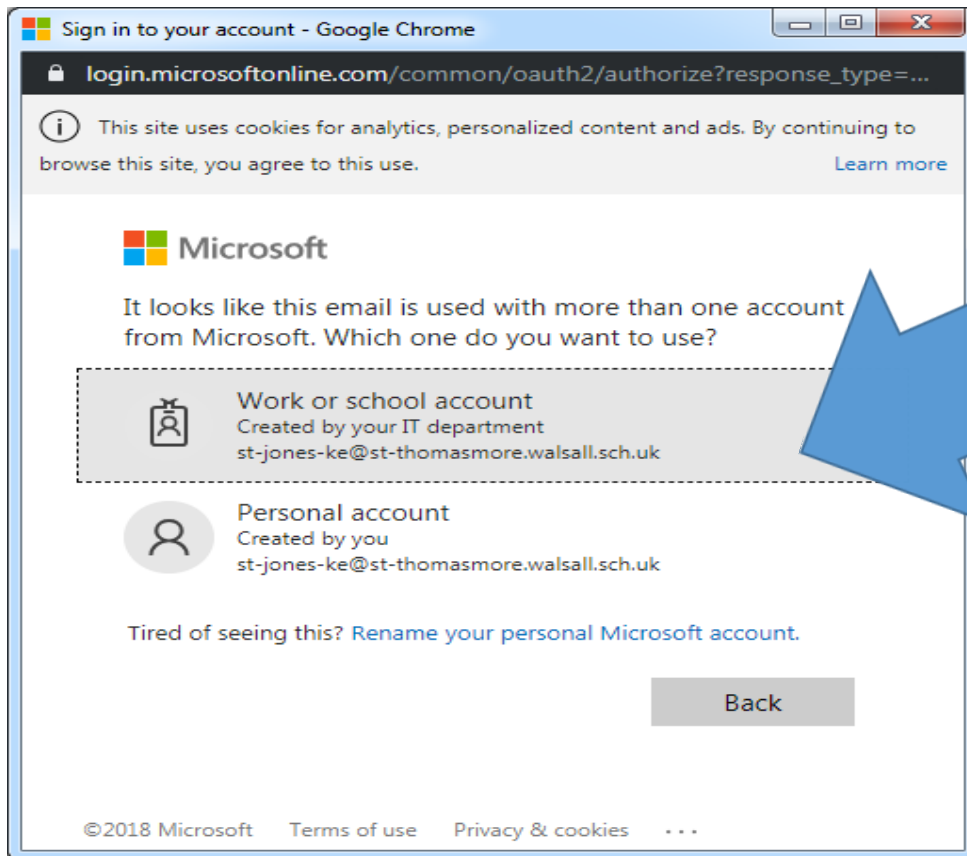 Sign in to your account - Google Chrome
login.microsoftonline.com/common/oauth2/authorize?response_type=...
This site uses cookies for analytics, personalized content and ads. By continuing to
browse this site, you agree to this use. Learn more
Microsoft
It looks like this email is used with more than one account
from Microsoft. Which one do you want to use?
Work or school account
Created by your IT department
st-jones-ke@st-thomasmore.walsall.sch.uk
Personal account
Created by you
st-jones-ke@st-thomasmore.walsall.sch.uk
Tired of seeing this? Rename your personal Microsoft account.
Back
©2018 Microsoft Terms of use Privacy & cookies ...